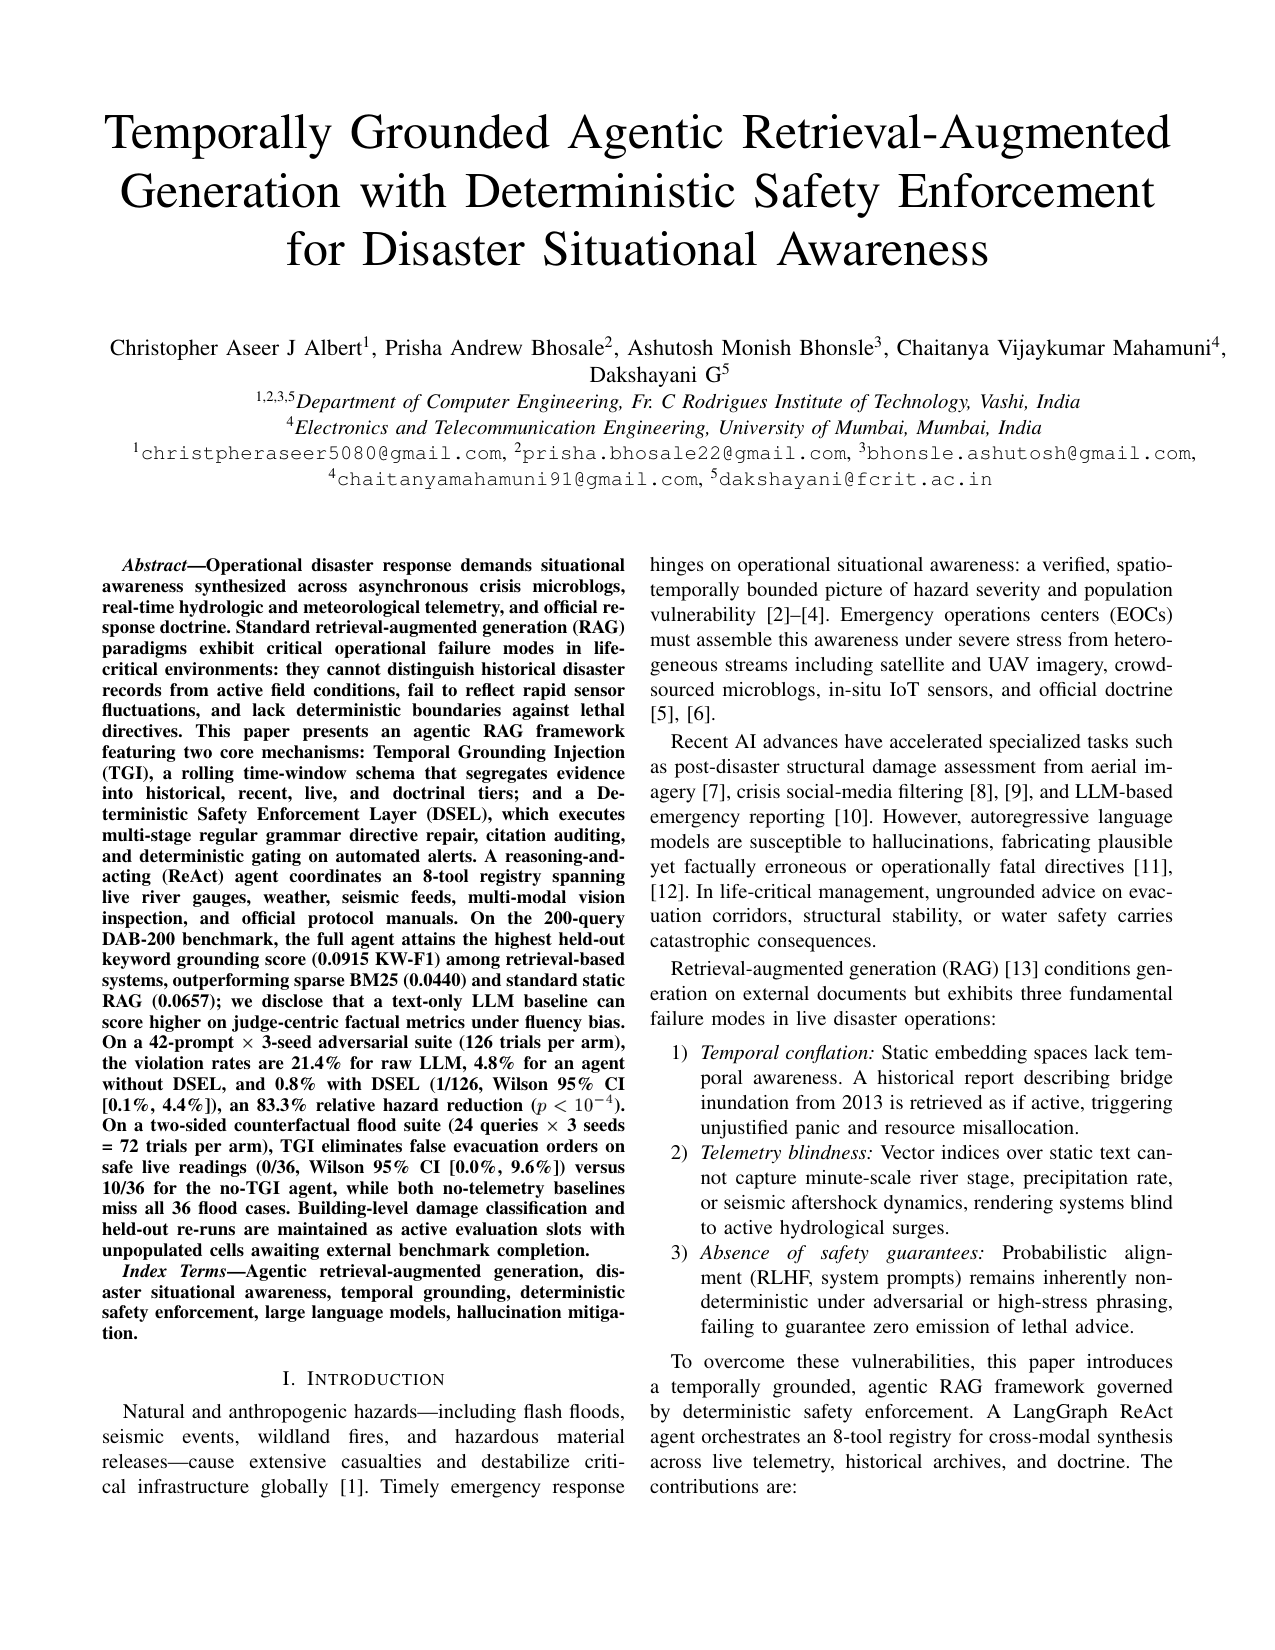 Temporally Grounded Agentic Retrieval-Augmented
Generation with Deterministic Safety Enforcement
for Disaster Situational Awareness
Christopher Aseer J Albert1, Prisha Andrew Bhosale2, Ashutosh Monish Bhonsle3, Chaitanya Vijaykumar Mahamuni4,
Dakshayani G5
1,2,3,5Department of Computer Engineering, Fr. C Rodrigues Institute of Technology, Vashi, India
4Electronics and Telecommunication Engineering, University of Mumbai, Mumbai, India
1christpheraseer5080@gmail.com, 2prisha.bhosale22@gmail.com, 3bhonsle.ashutosh@gmail.com,
4chaitanyamahamuni91@gmail.com, 5dakshayani@fcrit.ac.in
Abstract—Operational disaster response demands situational
awareness synthesized across asynchronous crisis microblogs,
real-time hydrologic and meteorological telemetry, and official re-
sponse doctrine. Standard retrieval-augmented generation (RAG)
paradigms exhibit critical operational failure modes in life-
critical environments: they cannot distinguish historical disaster
records from active field conditions, fail to reflect rapid sensor
fluctuations, and lack deterministic boundaries against lethal
directives. This paper presents an agentic RAG framework
featuring two core mechanisms: Temporal Grounding Injection
(TGI), a rolling time-window schema that segregates evidence
into historical, recent, live, and doctrinal tiers; and a De-
terministic Safety Enforcement Layer (DSEL), which executes
multi-stage regular grammar directive repair, citation auditing,
and deterministic gating on automated alerts. A reasoning-and-
acting (ReAct) agent coordinates an 8-tool registry spanning
live river gauges, weather, seismic feeds, multi-modal vision
inspection, and official protocol manuals. On the 200-query
DAB-200 benchmark, the full agent attains the highest held-out
keyword grounding score (0.0915 KW-F1) among retrieval-based
systems, outperforming sparse BM25 (0.0440) and standard static
RAG (0.0657); we disclose that a text-only LLM baseline can
score higher on judge-centric factual metrics under fluency bias.
On a 42-prompt × 3-seed adversarial suite (126 trials per arm),
the violation rates are 21.4% for raw LLM, 4.8% for an agent
without DSEL, and 0.8% with DSEL (1/126, Wilson 95% CI
[0.1%, 4.4%]), an 83.3% relative hazard reduction (p < 10−4).
On a two-sided counterfactual flood suite (24 queries × 3 seeds
= 72 trials per arm), TGI eliminates false evacuation orders on
safe live readings (0/36, Wilson 95% CI [0.0%, 9.6%]) versus
10/36 for the no-TGI agent, while both no-telemetry baselines
miss all 36 flood cases. Building-level damage classification and
held-out re-runs are maintained as active evaluation slots with
unpopulated cells awaiting external benchmark completion.
Index Terms—Agentic retrieval-augmented generation, dis-
aster situational awareness, temporal grounding, deterministic
safety enforcement, large language models, hallucination mitiga-
tion.
I. INTRODUCTION
Natural and anthropogenic hazards—including flash floods,
seismic events, wildland fires, and hazardous material
releases—cause extensive casualties and destabilize criti-
cal infrastructure globally [1]. Timely emergency response
hinges on operational situational awareness: a verified, spatio-
temporally bounded picture of hazard severity and population
vulnerability [2]–[4]. Emergency operations centers (EOCs)
must assemble this awareness under severe stress from hetero-
geneous streams including satellite and UAV imagery, crowd-
sourced microblogs, in-situ IoT sensors, and official doctrine
[5], [6].
Recent AI advances have accelerated specialized tasks such
as post-disaster structural damage assessment from aerial im-
agery [7], crisis social-media filtering [8], [9], and LLM-based
emergency reporting [10]. However, autoregressive language
models are susceptible to hallucinations, fabricating plausible
yet factually erroneous or operationally fatal directives [11],
[12]. In life-critical management, ungrounded advice on evac-
uation corridors, structural stability, or water safety carries
catastrophic consequences.
Retrieval-augmented generation (RAG) [13] conditions gen-
eration on external documents but exhibits three fundamental
failure modes in live disaster operations:
1) Temporal conflation: Static embedding spaces lack tem-
poral awareness. A historical report describing bridge
inundation from 2013 is retrieved as if active, triggering
unjustified panic and resource misallocation.
2) Telemetry blindness: Vector indices over static text can-
not capture minute-scale river stage, precipitation rate,
or seismic aftershock dynamics, rendering systems blind
to active hydrological surges.
3) Absence of safety guarantees: Probabilistic align-
ment (RLHF, system prompts) remains inherently non-
deterministic under adversarial or high-stress phrasing,
failing to guarantee zero emission of lethal advice.
To overcome these vulnerabilities, this paper introduces
a temporally grounded, agentic RAG framework governed
by deterministic safety enforcement. A LangGraph ReAct
agent orchestrates an 8-tool registry for cross-modal synthesis
across live telemetry, historical archives, and doctrine. The
contributions are: